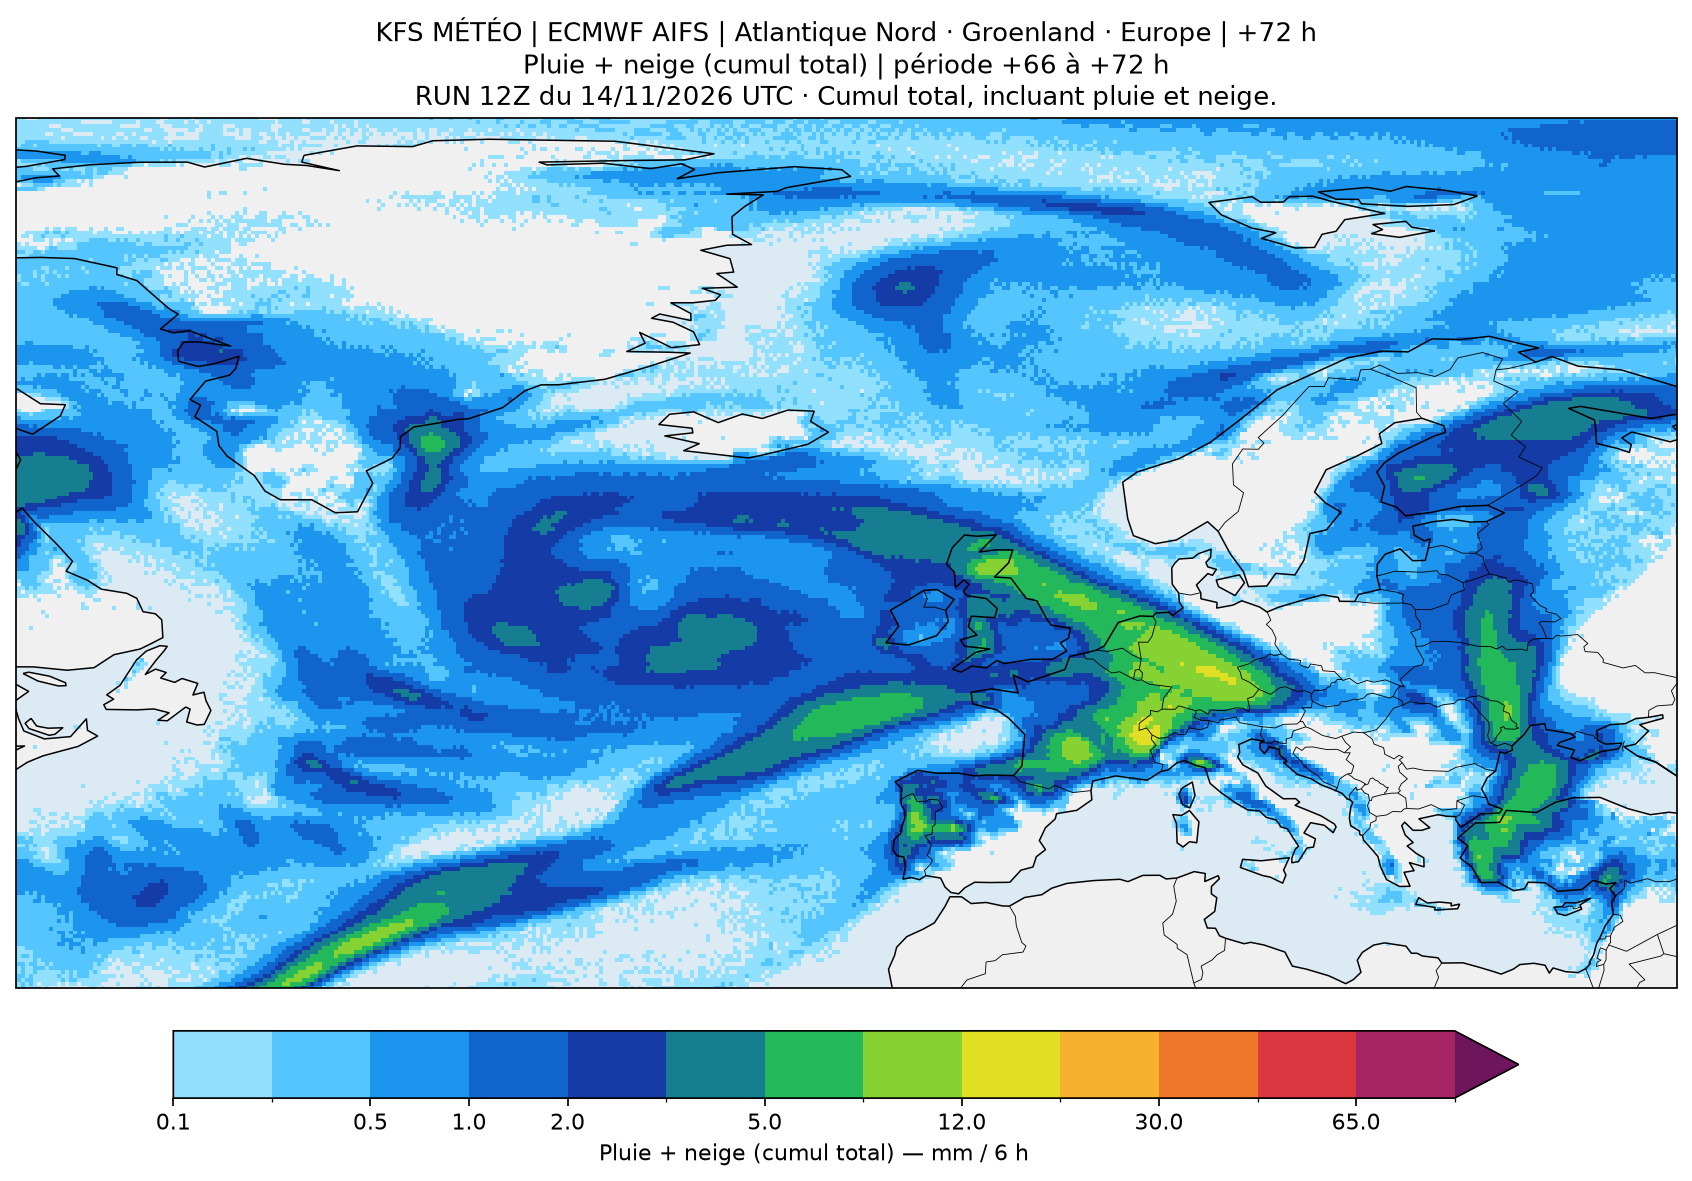 KFS MÉTÉO | ECMWF AIFS | Atlantique Nord · Groenland · Europe | +72 h
Pluie + neige (cumul total) | période +66 à +72 h
RUN 12Z du 14/11/2026 UTC · Cumul total, incluant pluie et neige.
0.1 0.5 1.0 2.0 5.0 12.0 30.0 65.0
Pluie + neige (cumul total) — mm / 6 h